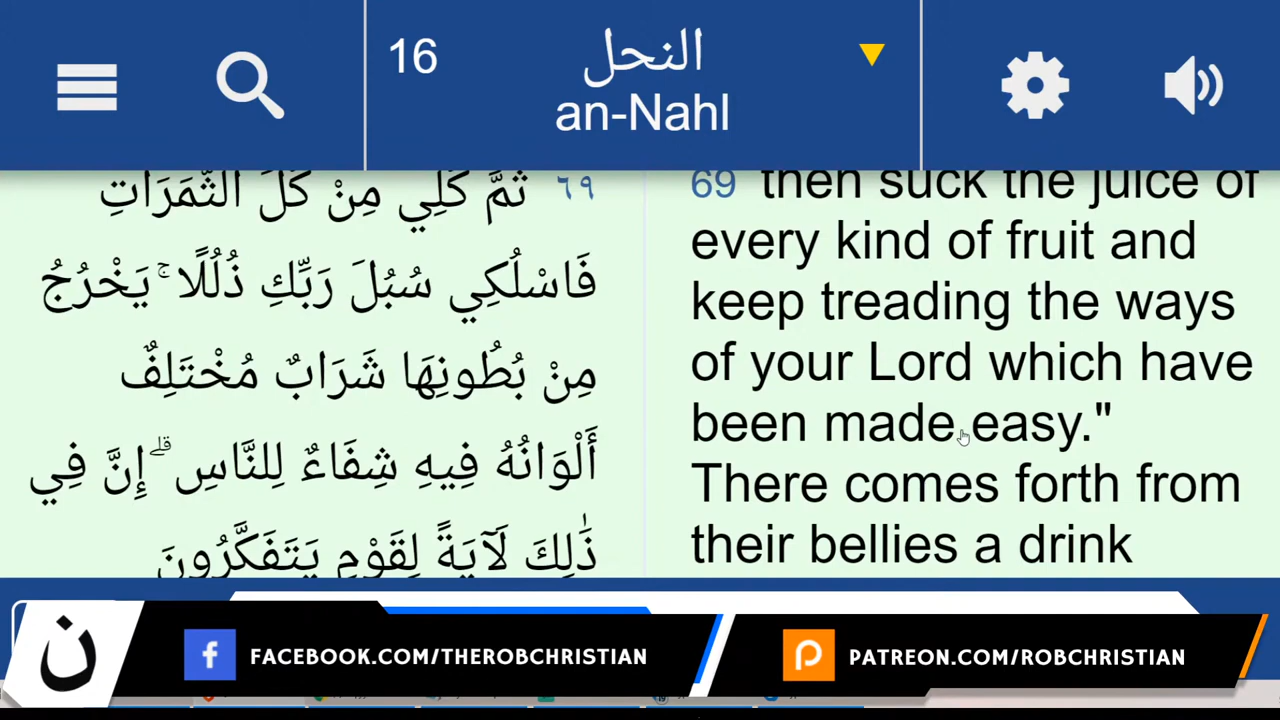 16
النحل
an-Nahl
٦٩ ثُمَّ كُلِي مِنْ كُلِّ الثَّمَرَاتِ
فَاسْلُكِي سُبُلَ رَبِّكِ ذُلُلًا ۚ يَخْرُجُ
مِنْ بُطُونِهَا شَرَابٌ مُخْتَلِفٌ
أَلْوَانُهُ فِيهِ شِفَاءٌ لِلنَّاسِ ۗ إِنَّ فِي
ذَٰلِكَ لَآيَةً لِقَوْمٍ يَتَفَكَّرُونَ
69 then suck the juice of
every kind of fruit and
keep treading the ways
of your Lord which have
been made easy."
There comes forth from
their bellies a drink
ن
FACEBOOK.COM/THEROBCHRISTIAN
PATREON.COM/ROBCHRISTIAN